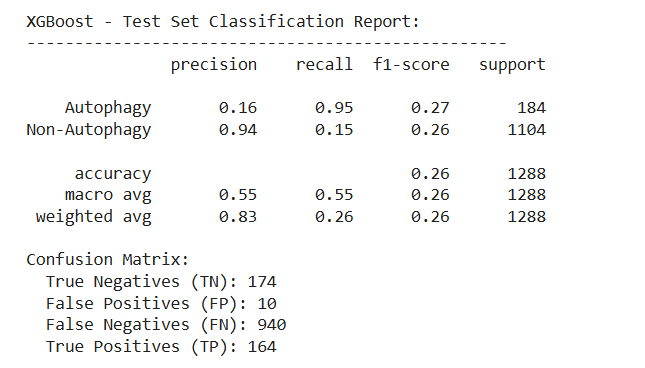 XGBoost - Test Set Classification Report:
--------------------------------------------------
precision recall f1-score support
Autophagy 0.16 0.95 0.27 184
Non-Autophagy 0.94 0.15 0.26 1104
accuracy 0.26 1288
macro avg 0.55 0.55 0.26 1288
weighted avg 0.83 0.26 0.26 1288
Confusion Matrix:
True Negatives (TN): 174
False Positives (FP): 10
False Negatives (FN): 940
True Positives (TP): 164